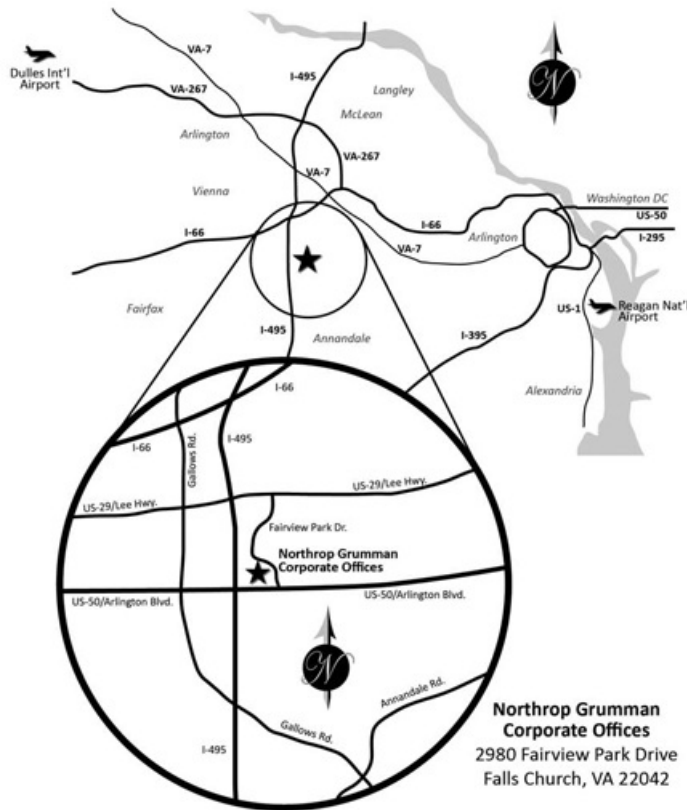 VA-7
I-495
Dulles Int'l
Airport
VA-267
Langley
McLean
Arlington
VA-267
VA-7
Vienna
Washington DC
US-50
I-66
Arlington
I-295
I-66
VA-7
Fairfax
US-1
Reagan Nat'l
Airport
I-495
Annandale
I-395
Alexandria
I-66
I-66
Gallows Rd.
I-495
US-29/Lee Hwy.
US-29/Lee Hwy.
Fairview Park Dr.
Northrop Grumman
Corporate Offices
US-50/Arlington Blvd.
US-50/Arlington Blvd.
N
N
Annandale Rd.
Gallows Rd.
I-495
Northrop Grumman
Corporate Offices
2980 Fairview Park Drive
Falls Church, VA 22042